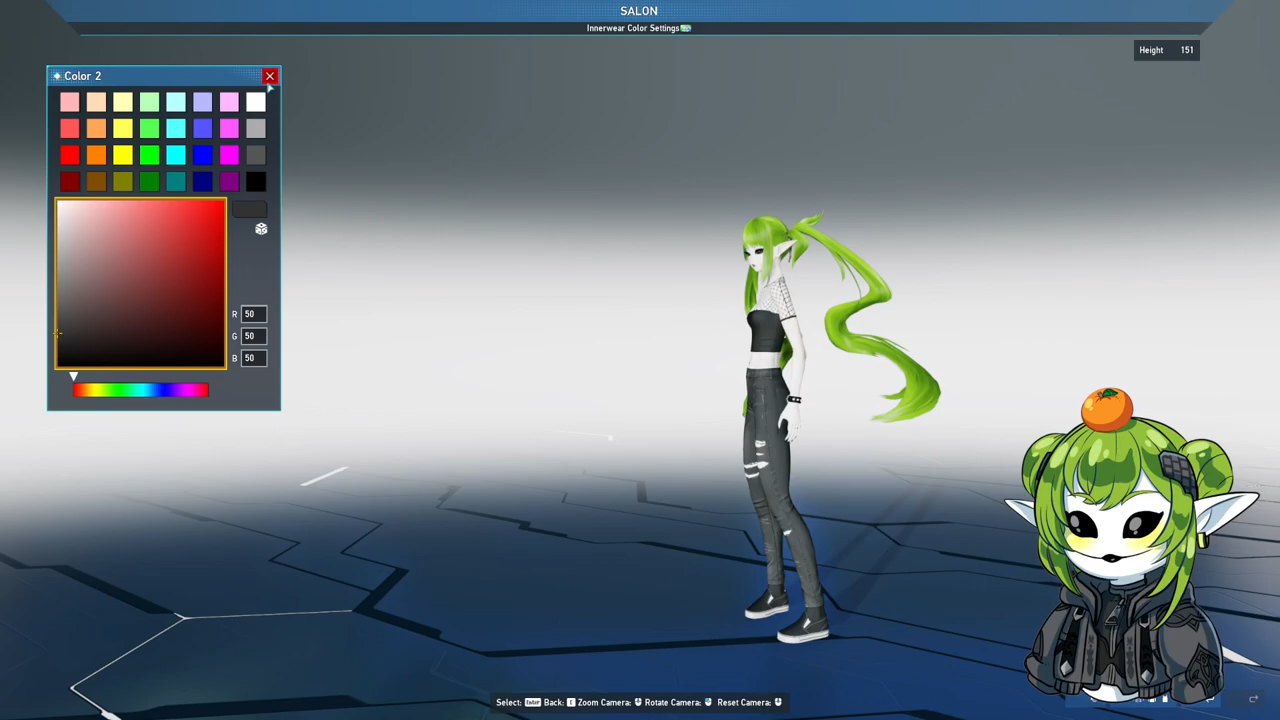 SALON
Innerwear Color Settings
Height 151
Color 2
R 50
G 50
B 50
Select: Enter Back: Zoom Camera: Rotate Camera: Reset Camera: